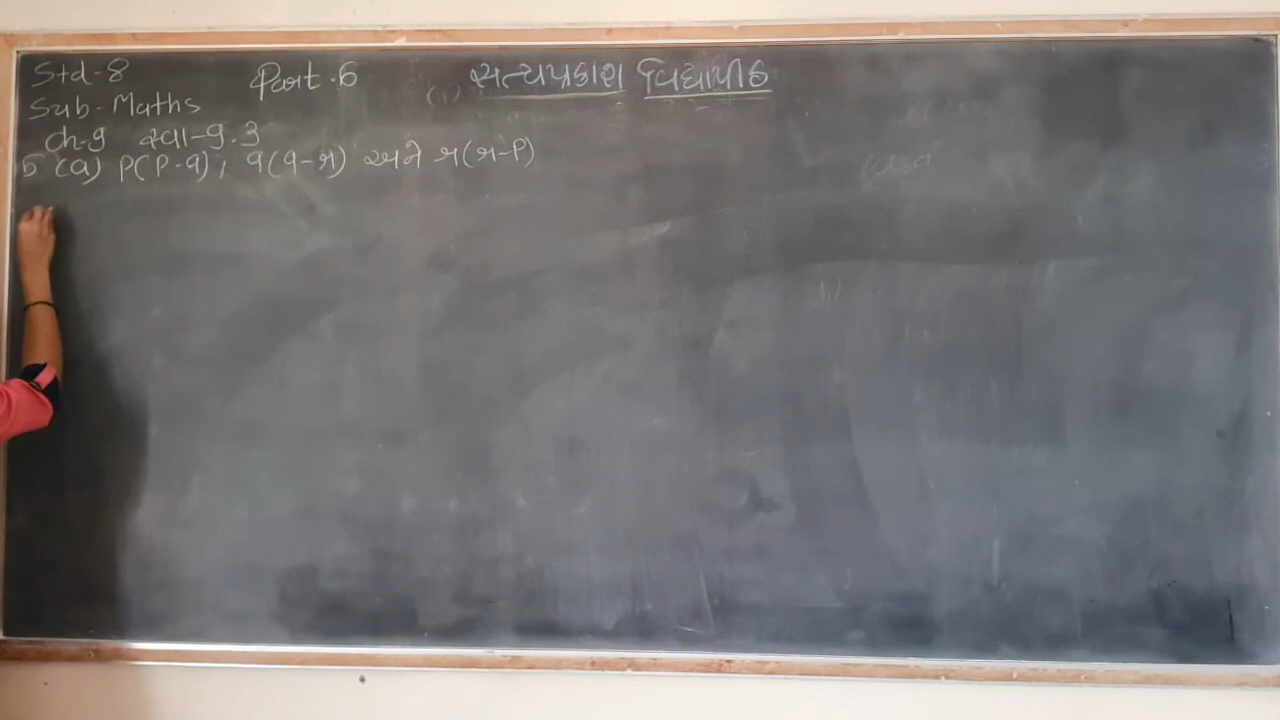 Std-8 Part-6 સત્યપ્રકાશ વિદ્યાપીઠ
Sub-Maths
ch-9 સ્વા-9.3
5 (a) p(p-q), q(q-r) અને r(r-p)